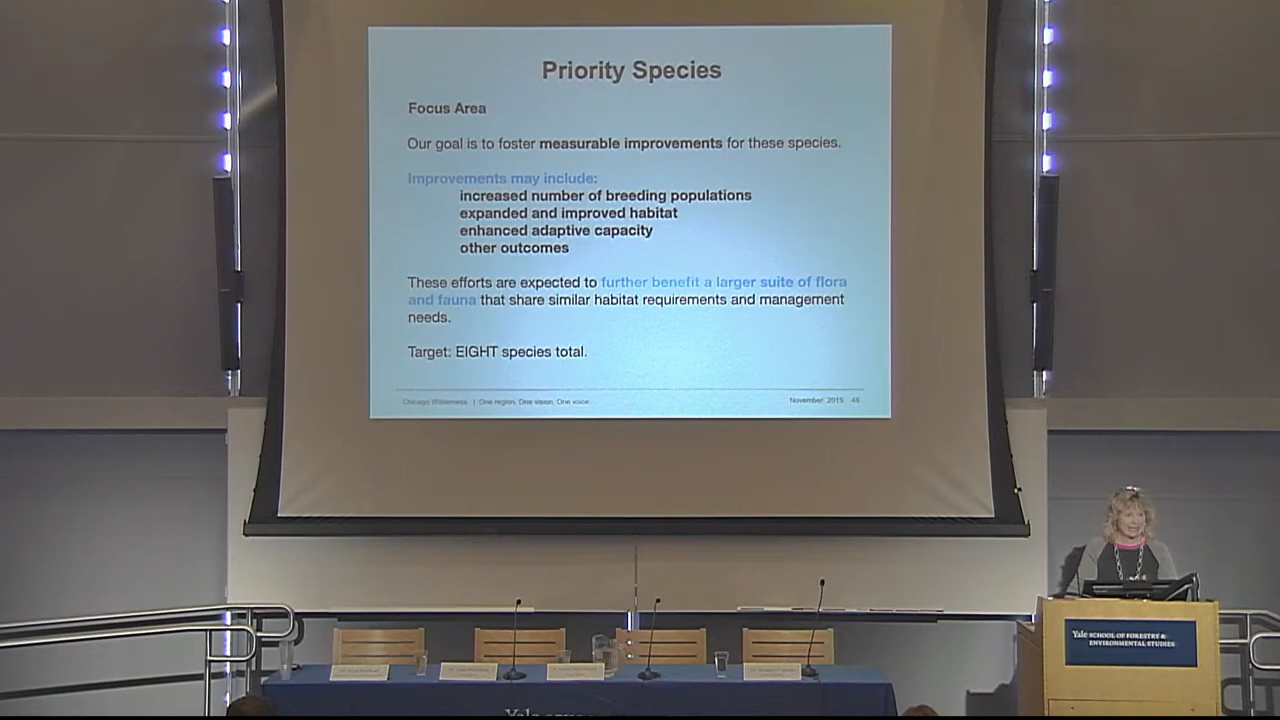 Priority Species
Focus Area
Our goal is to foster measurable improvements for these species.
Improvements may include:
increased number of breeding populations
expanded and improved habitat
enhanced adaptive capacity
other outcomes
These efforts are expected to further benefit a larger suite of flora
and fauna that share similar habitat requirements and management
needs.
Target: EIGHT species total.
Chicago Wilderness | One region. One vision. One voice.
November 2015 48
Yale SCHOOL OF FORESTRY &
ENVIRONMENTAL STUDIES
Yale